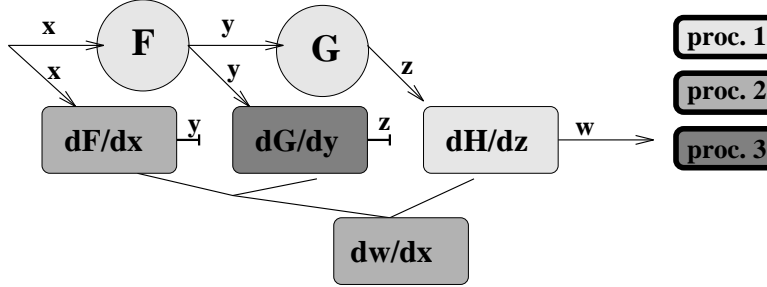 x F y G proc. 1
x y z
proc. 2
dF/dx y dG/dy z dH/dz w
proc. 3
dw/dx